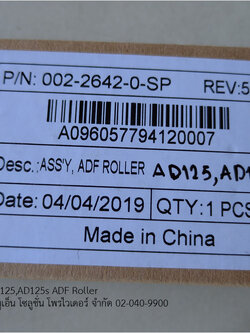 P/N: 002-2642-0-SP REV:5
A096057794120007
Desc.:ASS'Y, ADF ROLLER AD125,AD1
Date: 04/04/2019 QTY:1 PCS
Made in China
125,AD125s ADF Roller
เอ็น โซลูชั่น โพรไวเดอร์ จำกัด 02-040-9900